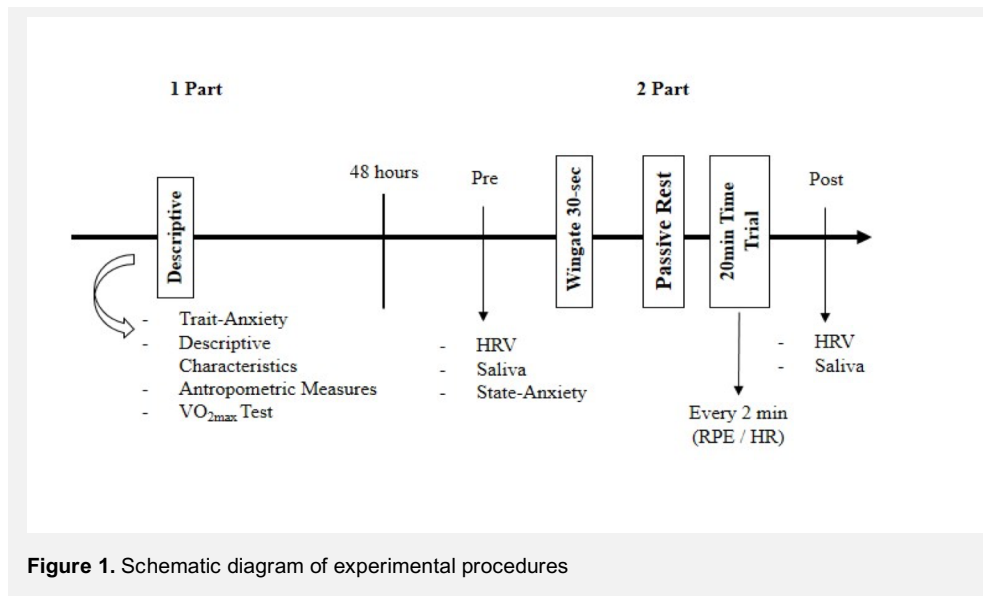 1 Part
2 Part
48 hours
Pre
Post
Descriptive
Wingate 30-sec
Passive Rest
20min Time
Trial
- Trait-Anxiety
- Descriptive
Characteristics
- Antropometric Measures
- VO2max Test
- HRV
- Saliva
- State-Anxiety
Every 2 min
(RPE / HR)
- HRV
- Saliva
Figure 1. Schematic diagram of experimental procedures